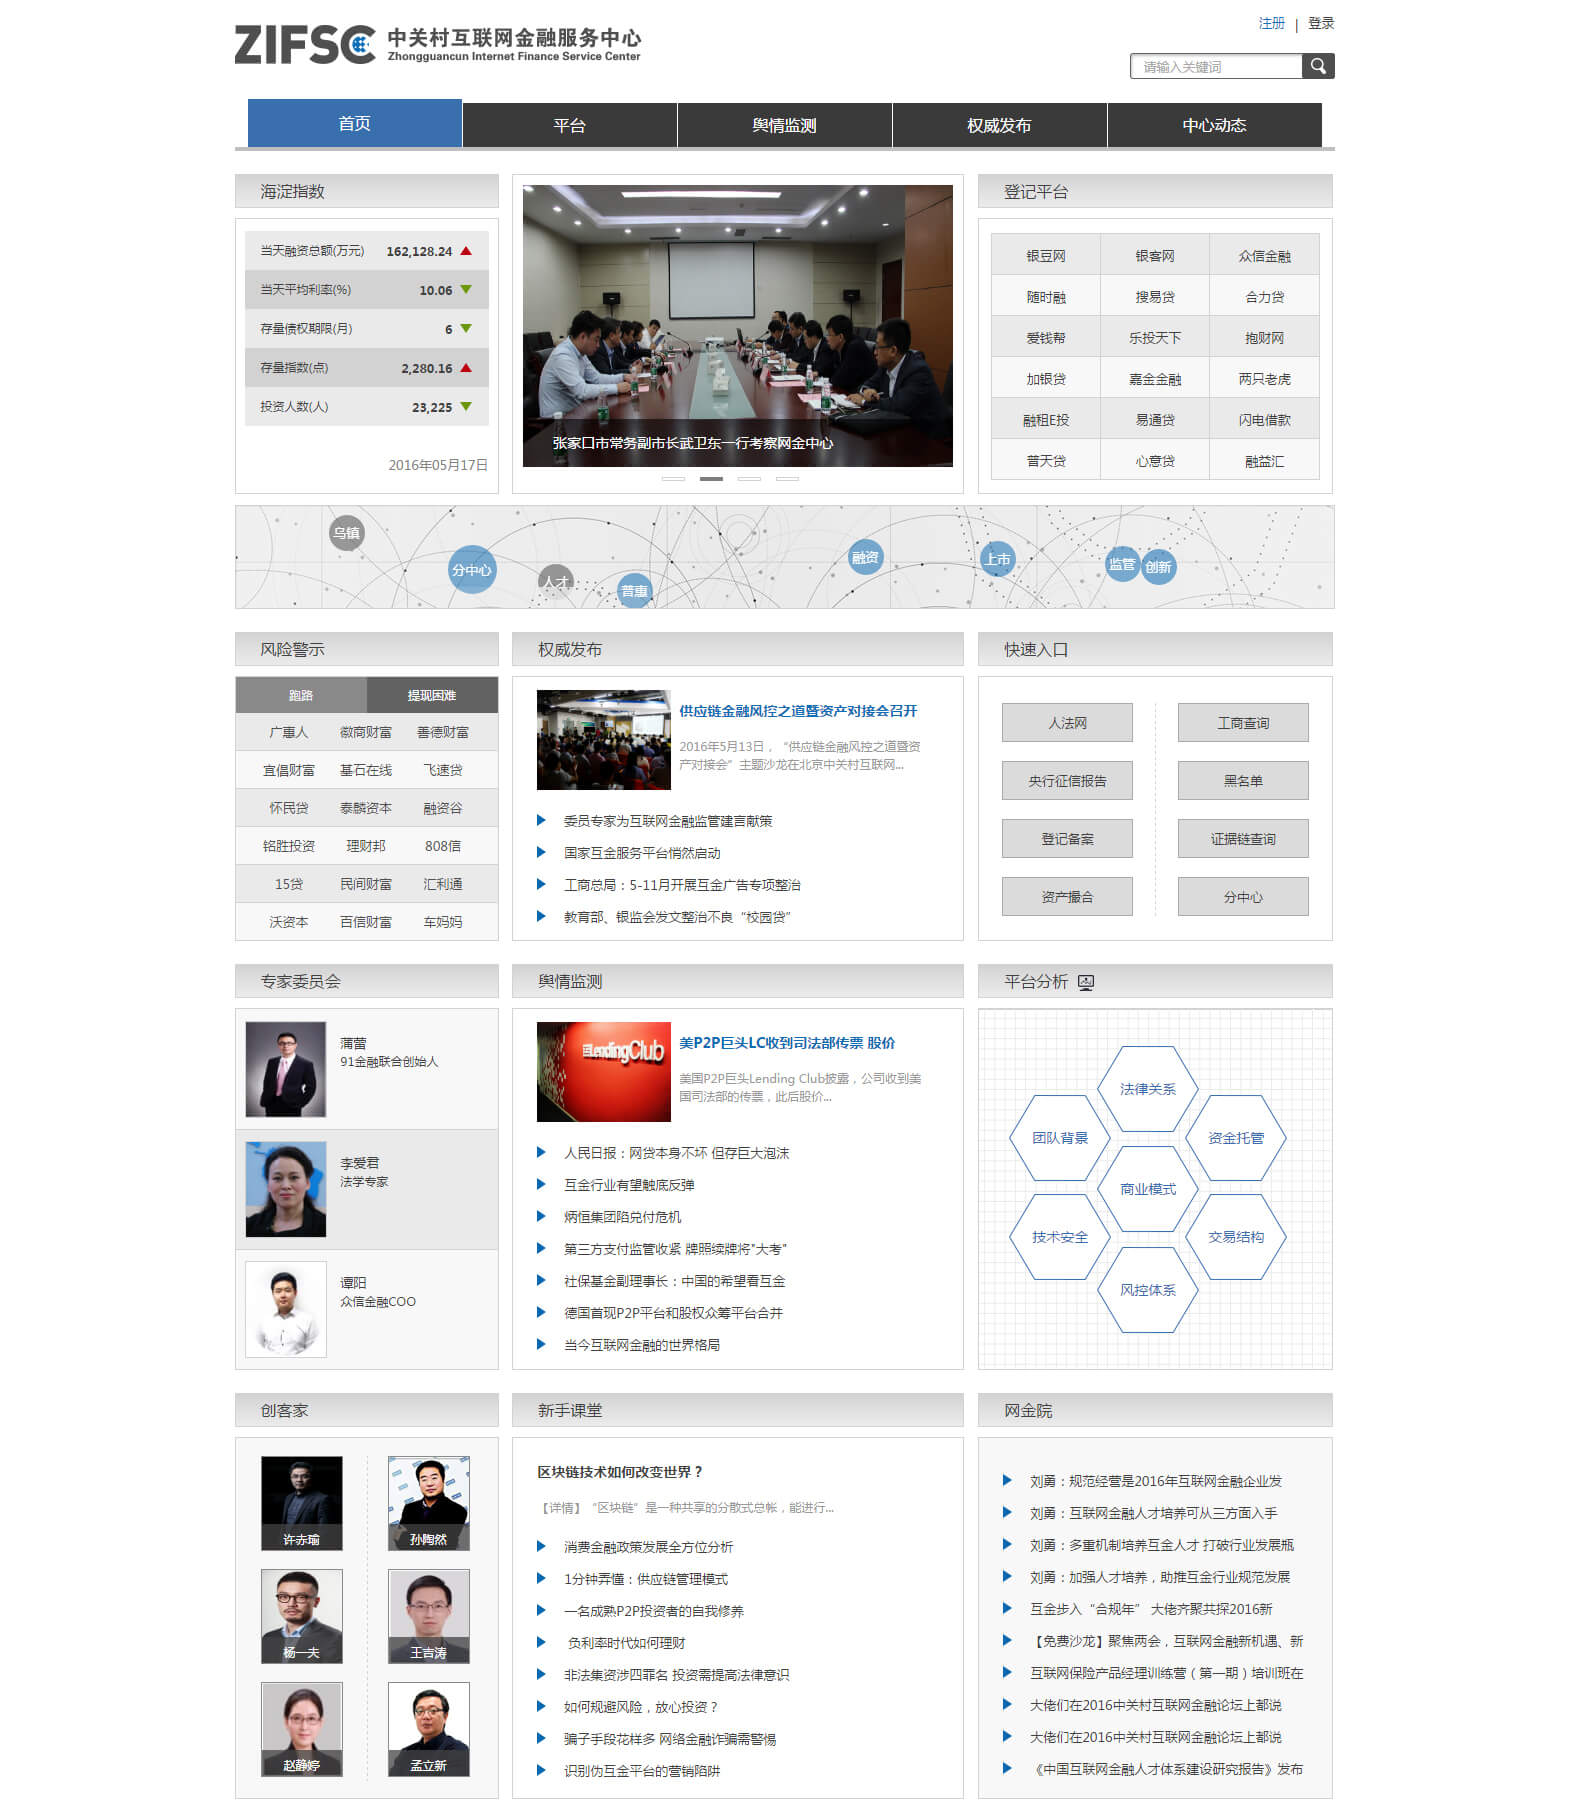 ZIFSC 中关村互联网金融服务中心
Zhongguancun Internet Finance Service Center
注册 | 登录
请输入关键词
首页 平台 舆情监测 权威发布 中心动态
海淀指数
当天融资总额(万元) 162,128.24
当天平均利率(%) 10.06
存量债权期限(月) 6
存量指数(点) 2,280.16
投资人数(人) 23,225
2016年05月17日
张家口市常务副市长武卫东一行考察网金中心
登记平台
银豆网 银客网 众信金融
随时融 搜易贷 合力贷
爱钱帮 乐投天下 抱财网
加银贷 嘉金金融 两只老虎
融租E投 易通贷 闪电借款
普天贷 心意贷 融益汇
乌镇 分中心 人才 普惠 融资 上市 监管 创新
风险警示
跑路 提现困难
广惠人 徽商财富 善德财富
宜倡财富 基石在线 飞速贷
怀民贷 泰麟资本 融资谷
铭胜投资 理财邦 808信
15贷 民间财富 汇利通
沃资本 百信财富 车妈妈
权威发布
供应链金融风控之道暨资产对接会召开
2016年5月13日，“供应链金融风控之道暨资
产对接会”主题沙龙在北京中关村互联网...
委员专家为互联网金融监管建言献策
国家互金服务平台悄然启动
工商总局：5-11月开展互金广告专项整治
教育部、银监会发文整治不良“校园贷”
快速入口
人法网 工商查询
央行征信报告 黑名单
登记备案 证据链查询
资产撮合 分中心
专家委员会
蒲蕾
91金融联合创始人
李爱君
法学专家
谭阳
众信金融COO
舆情监测
LendingClub
美P2P巨头LC收到司法部传票 股价
美国P2P巨头Lending Club披露，公司收到美
国司法部的传票，此后股价...
人民日报：网贷本身不坏 但存巨大泡沫
互金行业有望触底反弹
炳恒集团陷兑付危机
第三方支付监管收紧 牌照续牌将"大考"
社保基金副理事长：中国的希望看互金
德国首现P2P平台和股权众筹平台合并
当今互联网金融的世界格局
平台分析
法律关系
团队背景 资金托管
商业模式
技术安全 交易结构
风控体系
创客家
许赤瑜 孙陶然
杨一夫 王吉涛
赵静婷 孟立新
新手课堂
区块链技术如何改变世界？
【详情】“区块链”是一种共享的分散式总帐，能进行...
消费金融政策发展全方位分析
1分钟弄懂：供应链管理模式
一名成熟P2P投资者的自我修养
负利率时代如何理财
非法集资涉四罪名 投资需提高法律意识
如何规避风险，放心投资？
骗子手段花样多 网络金融诈骗需警惕
识别伪互金平台的营销陷阱
网金院
刘勇：规范经营是2016年互联网金融企业发
刘勇：互联网金融人才培养可从三方面入手
刘勇：多重机制培养互金人才 打破行业发展瓶
刘勇：加强人才培养，助推互金行业规范发展
互金步入“合规年” 大佬齐聚共探2016新
【免费沙龙】聚焦两会，互联网金融新机遇、新
互联网保险产品经理训练营（第一期）培训班在
大佬们在2016中关村互联网金融论坛上都说
大佬们在2016中关村互联网金融论坛上都说
《中国互联网金融人才体系建设研究报告》发布